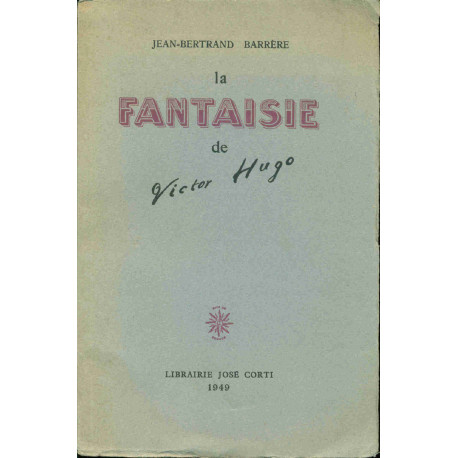 JEAN-BERTRAND BARRÈRE
la
FANTAISIE
de
Victor Hugo
LIBRAIRIE JOSÉ CORTI
1949